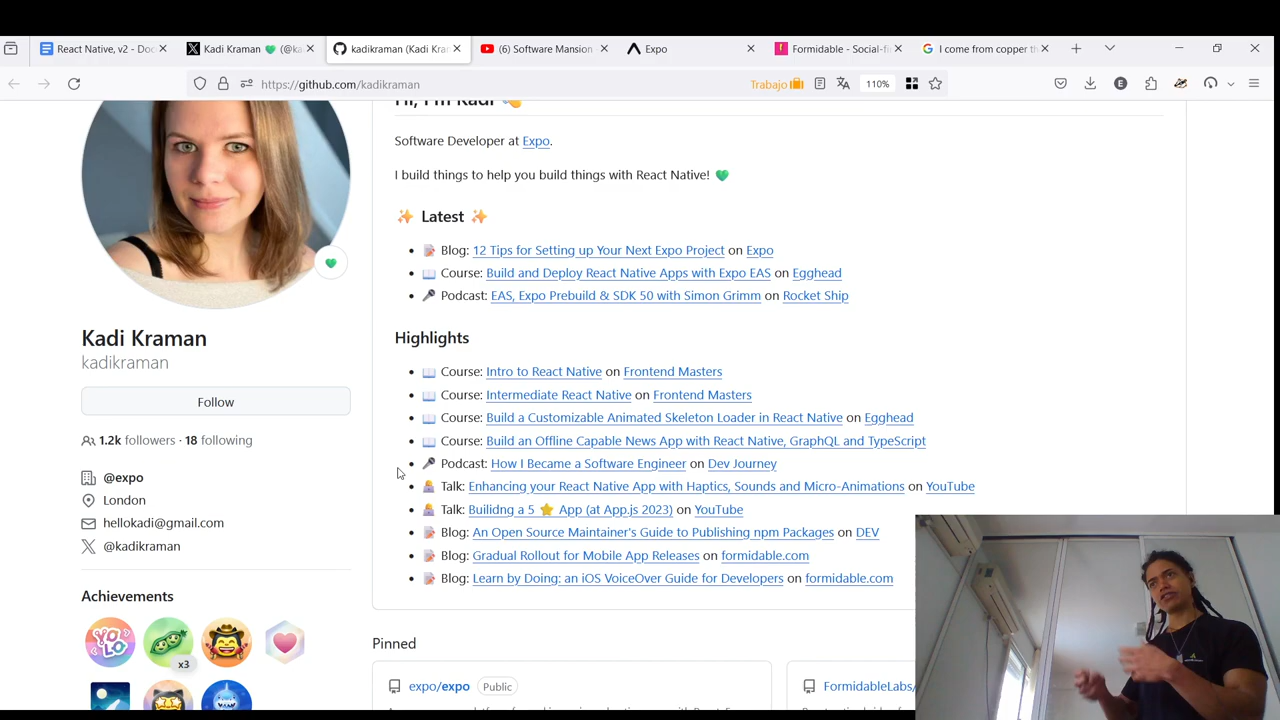 React Native, v2 - Doc
Kadi Kraman 💚 (@ka
kadikraman (Kadi Kra
(6) Software Mansion
Expo
Formidable - Social-fi
I come from copper th
https://github.com/kadikraman
Trabajo
110%
E
Hi, I'm Kadi 👋
Software Developer at Expo.
I build things to help you build things with React Native! 💚
✨ Latest ✨
Blog: 12 Tips for Setting up Your Next Expo Project on Expo
Course: Build and Deploy React Native Apps with Expo EAS on Egghead
Podcast: EAS, Expo Prebuild & SDK 50 with Simon Grimm on Rocket Ship
Highlights
Course: Intro to React Native on Frontend Masters
Course: Intermediate React Native on Frontend Masters
Course: Build a Customizable Animated Skeleton Loader in React Native on Egghead
Course: Build an Offline Capable News App with React Native, GraphQL and TypeScript
Podcast: How I Became a Software Engineer on Dev Journey
Talk: Enhancing your React Native App with Haptics, Sounds and Micro-Animations on YouTube
Talk: Builidng a 5 ⭐ App (at App.js 2023) on YouTube
Blog: An Open Source Maintainer's Guide to Publishing npm Packages on DEV
Blog: Gradual Rollout for Mobile App Releases on formidable.com
Blog: Learn by Doing: an iOS VoiceOver Guide for Developers on formidable.com
Kadi Kraman
kadikraman
Follow
1.2k followers · 18 following
@expo
London
hellokadi@gmail.com
@kadikraman
Achievements
YOLO
x3
Pinned
expo/expo Public
FormidableLabs/